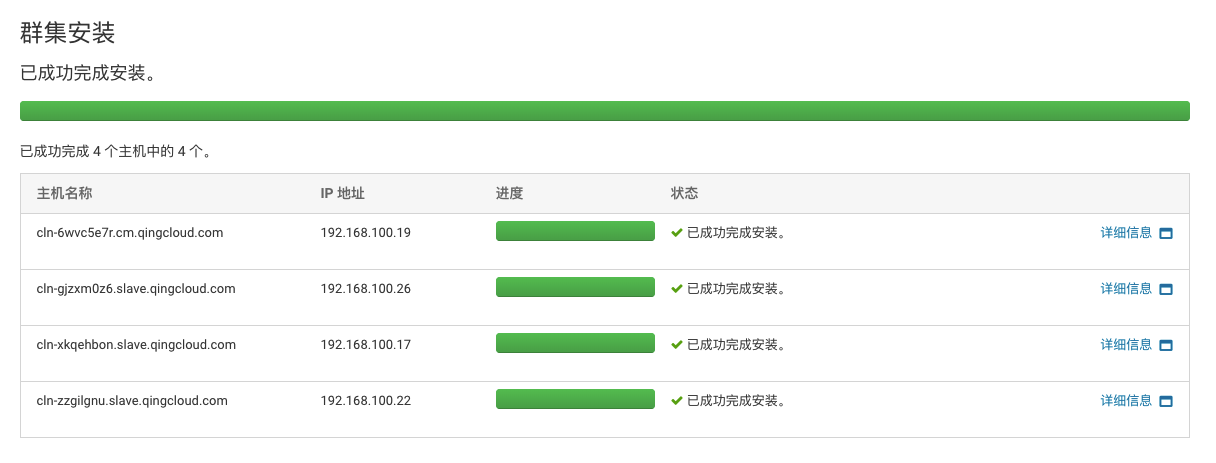 群集安装
已成功完成安装。
已成功完成 4 个主机中的 4 个。
主机名称 IP 地址 进度 状态
cln-6wvc5e7r.cm.qingcloud.com 192.168.100.19 已成功完成安装。 详细信息
cln-gjzxm0z6.slave.qingcloud.com 192.168.100.26 已成功完成安装。 详细信息
cln-xkqehbon.slave.qingcloud.com 192.168.100.17 已成功完成安装。 详细信息
cln-zzgilgnu.slave.qingcloud.com 192.168.100.22 已成功完成安装。 详细信息